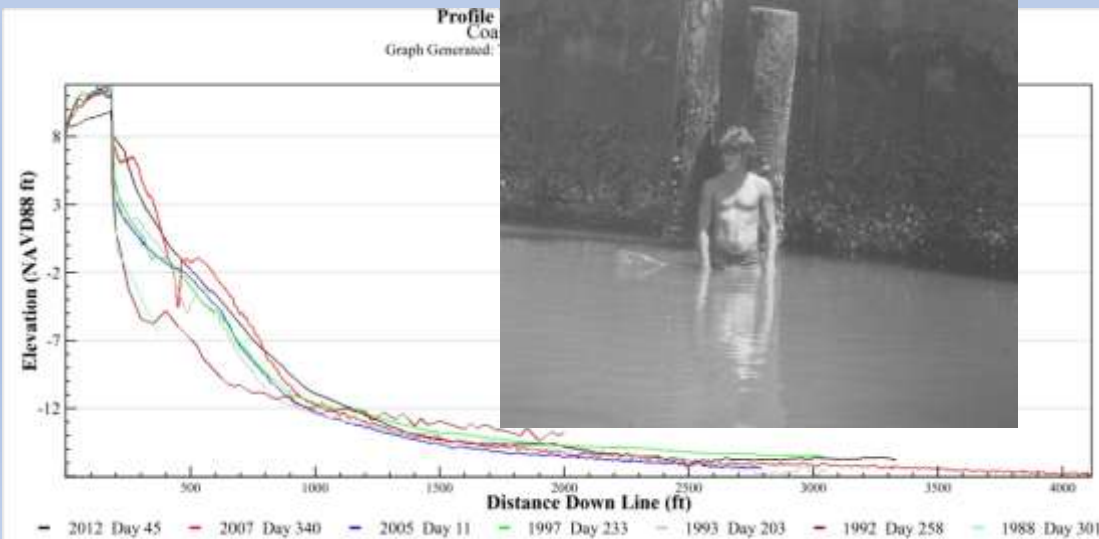 Profile
Coa
Graph Generated:
Elevation (NAVD88 ft)
8
3
-2
-7
-12
500
1000
1500
2000
2500
3000
3500
4000
Distance Down Line (ft)
2012 Day 45
2007 Day 340
2005 Day 11
1997 Day 233
1993 Day 203
1992 Day 258
1988 Day 301